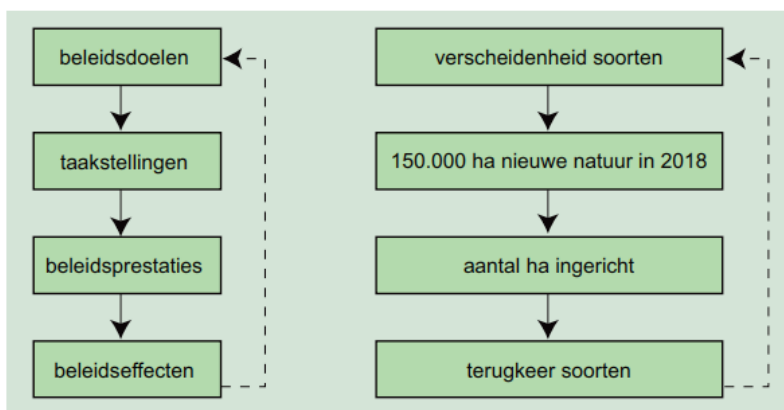 beleidsdoelen
taakstellingen
beleidsprestaties
beleidseffecten
verscheidenheid soorten
150.000 ha nieuwe natuur in 2018
aantal ha ingericht
terugkeer soorten